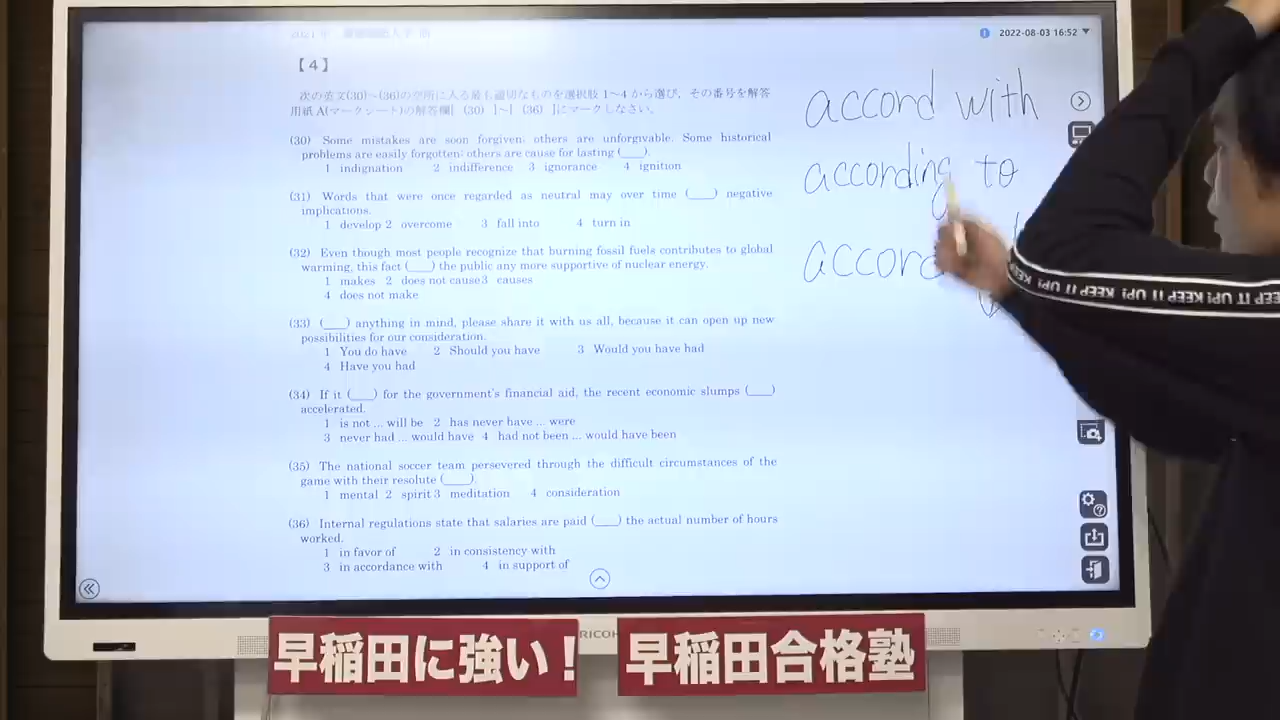 2022-08-03 16:52
【4】
次の英文(30)~(36)の空所に入る最も適切なものを選択肢 1~4 から選び，その番号を解答
用紙 A(マークシート)の解答欄[ (30) ]~[ (36) ]にマークしなさい。
(30) Some mistakes are soon forgiven; others are unforgivable. Some historical
problems are easily forgotten; others are cause for lasting (___).
1 indignation 2 indifference 3 ignorance 4 ignition
(31) Words that were once regarded as neutral may over time (___) negative
implications.
1 develop 2 overcome 3 fall into 4 turn in
(32) Even though most people recognize that burning fossil fuels contributes to global
warming, this fact (___) the public any more supportive of nuclear energy.
1 makes 2 does not cause 3 causes
4 does not make
(33) (___) anything in mind, please share it with us all, because it can open up new
possibilities for our consideration.
1 You do have 2 Should you have 3 Would you have had
4 Have you had
(34) If it (___) for the government's financial aid, the recent economic slumps (___)
accelerated.
1 is not ... will be 2 has never have ... were
3 never had ... would have 4 had not been ... would have been
(35) The national soccer team persevered through the difficult circumstances of the
game with their resolute (___).
1 mental 2 spirit 3 meditation 4 consideration
(36) Internal regulations state that salaries are paid (___) the actual number of hours
worked.
1 in favor of 2 in consistency with
3 in accordance with 4 in support of
accord with
according to
accord
KEEP IT UP! KEEP IT UP! KEEP IT UP! KEEP IT UP!
RICOH
早稲田に強い！
早稲田合格塾